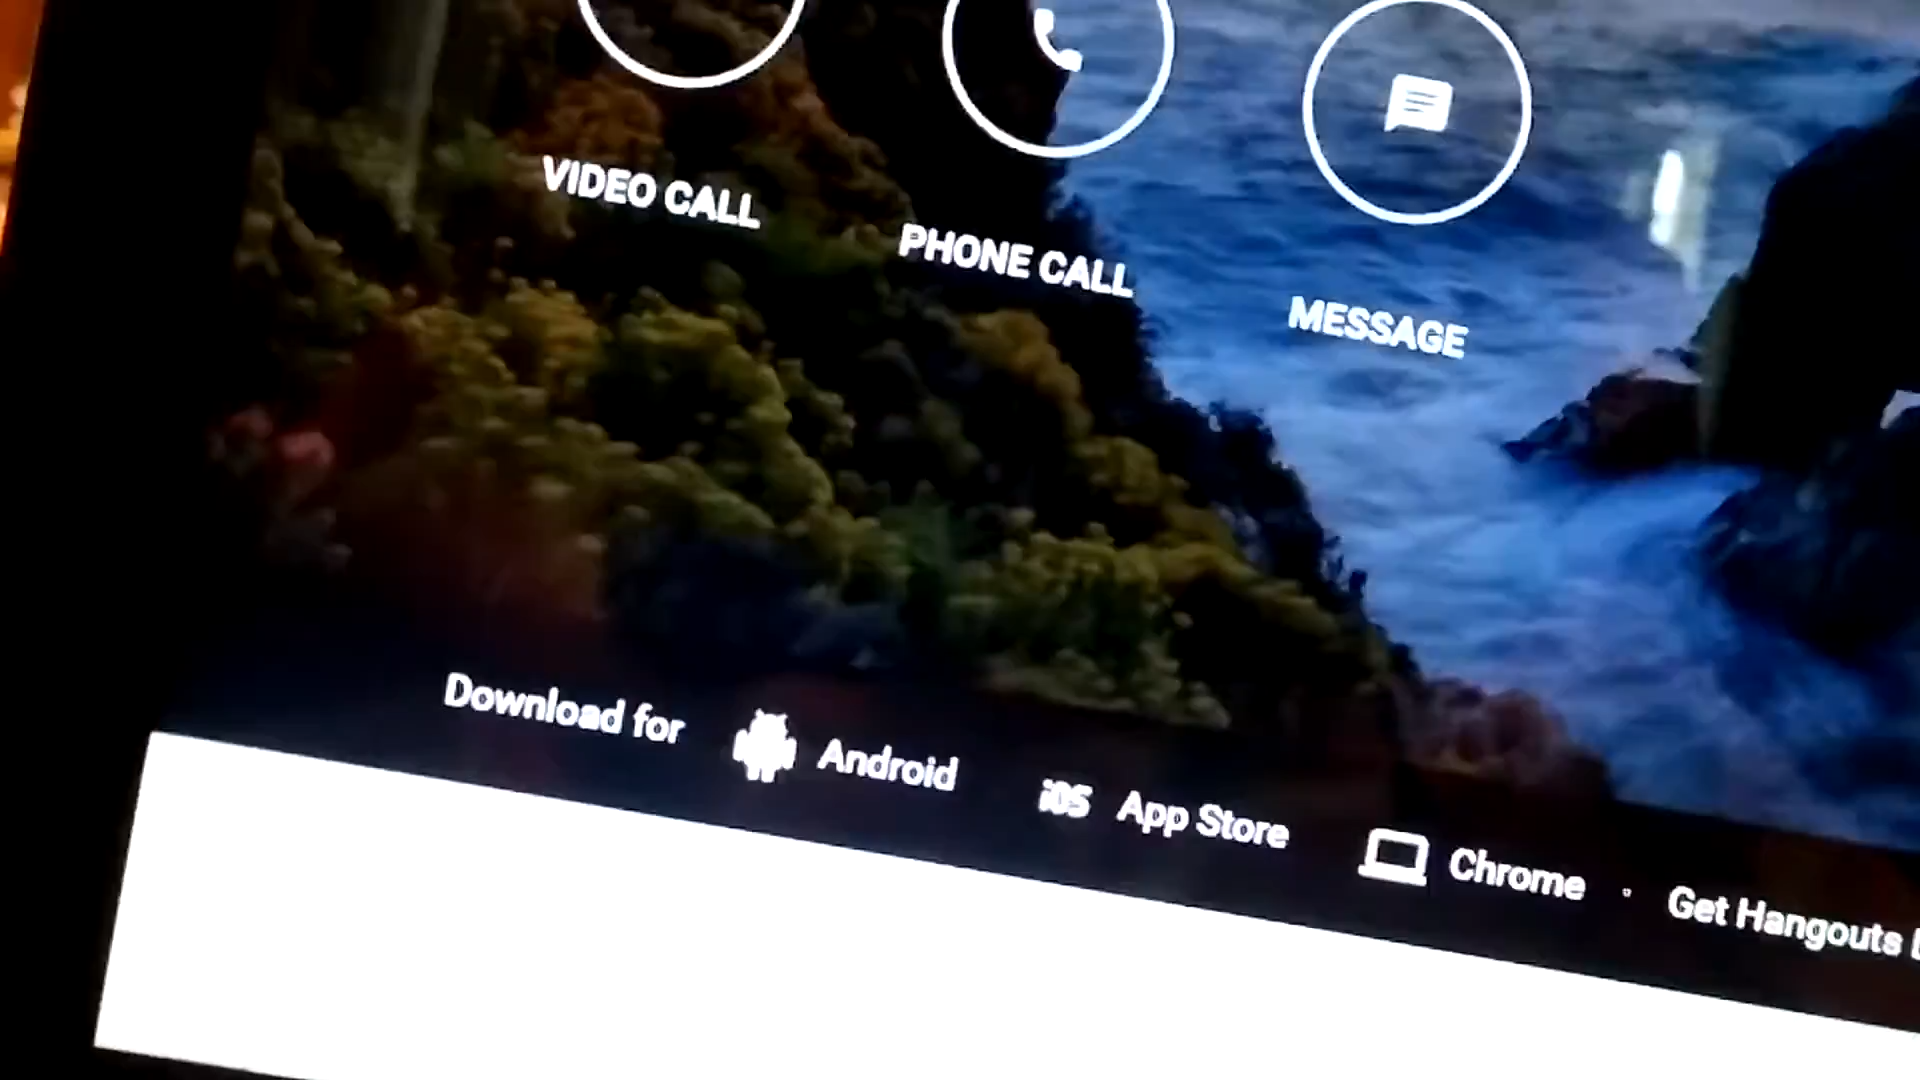 VIDEO CALL
PHONE CALL
MESSAGE
Download for Android iOS App Store Chrome · Get Hangouts